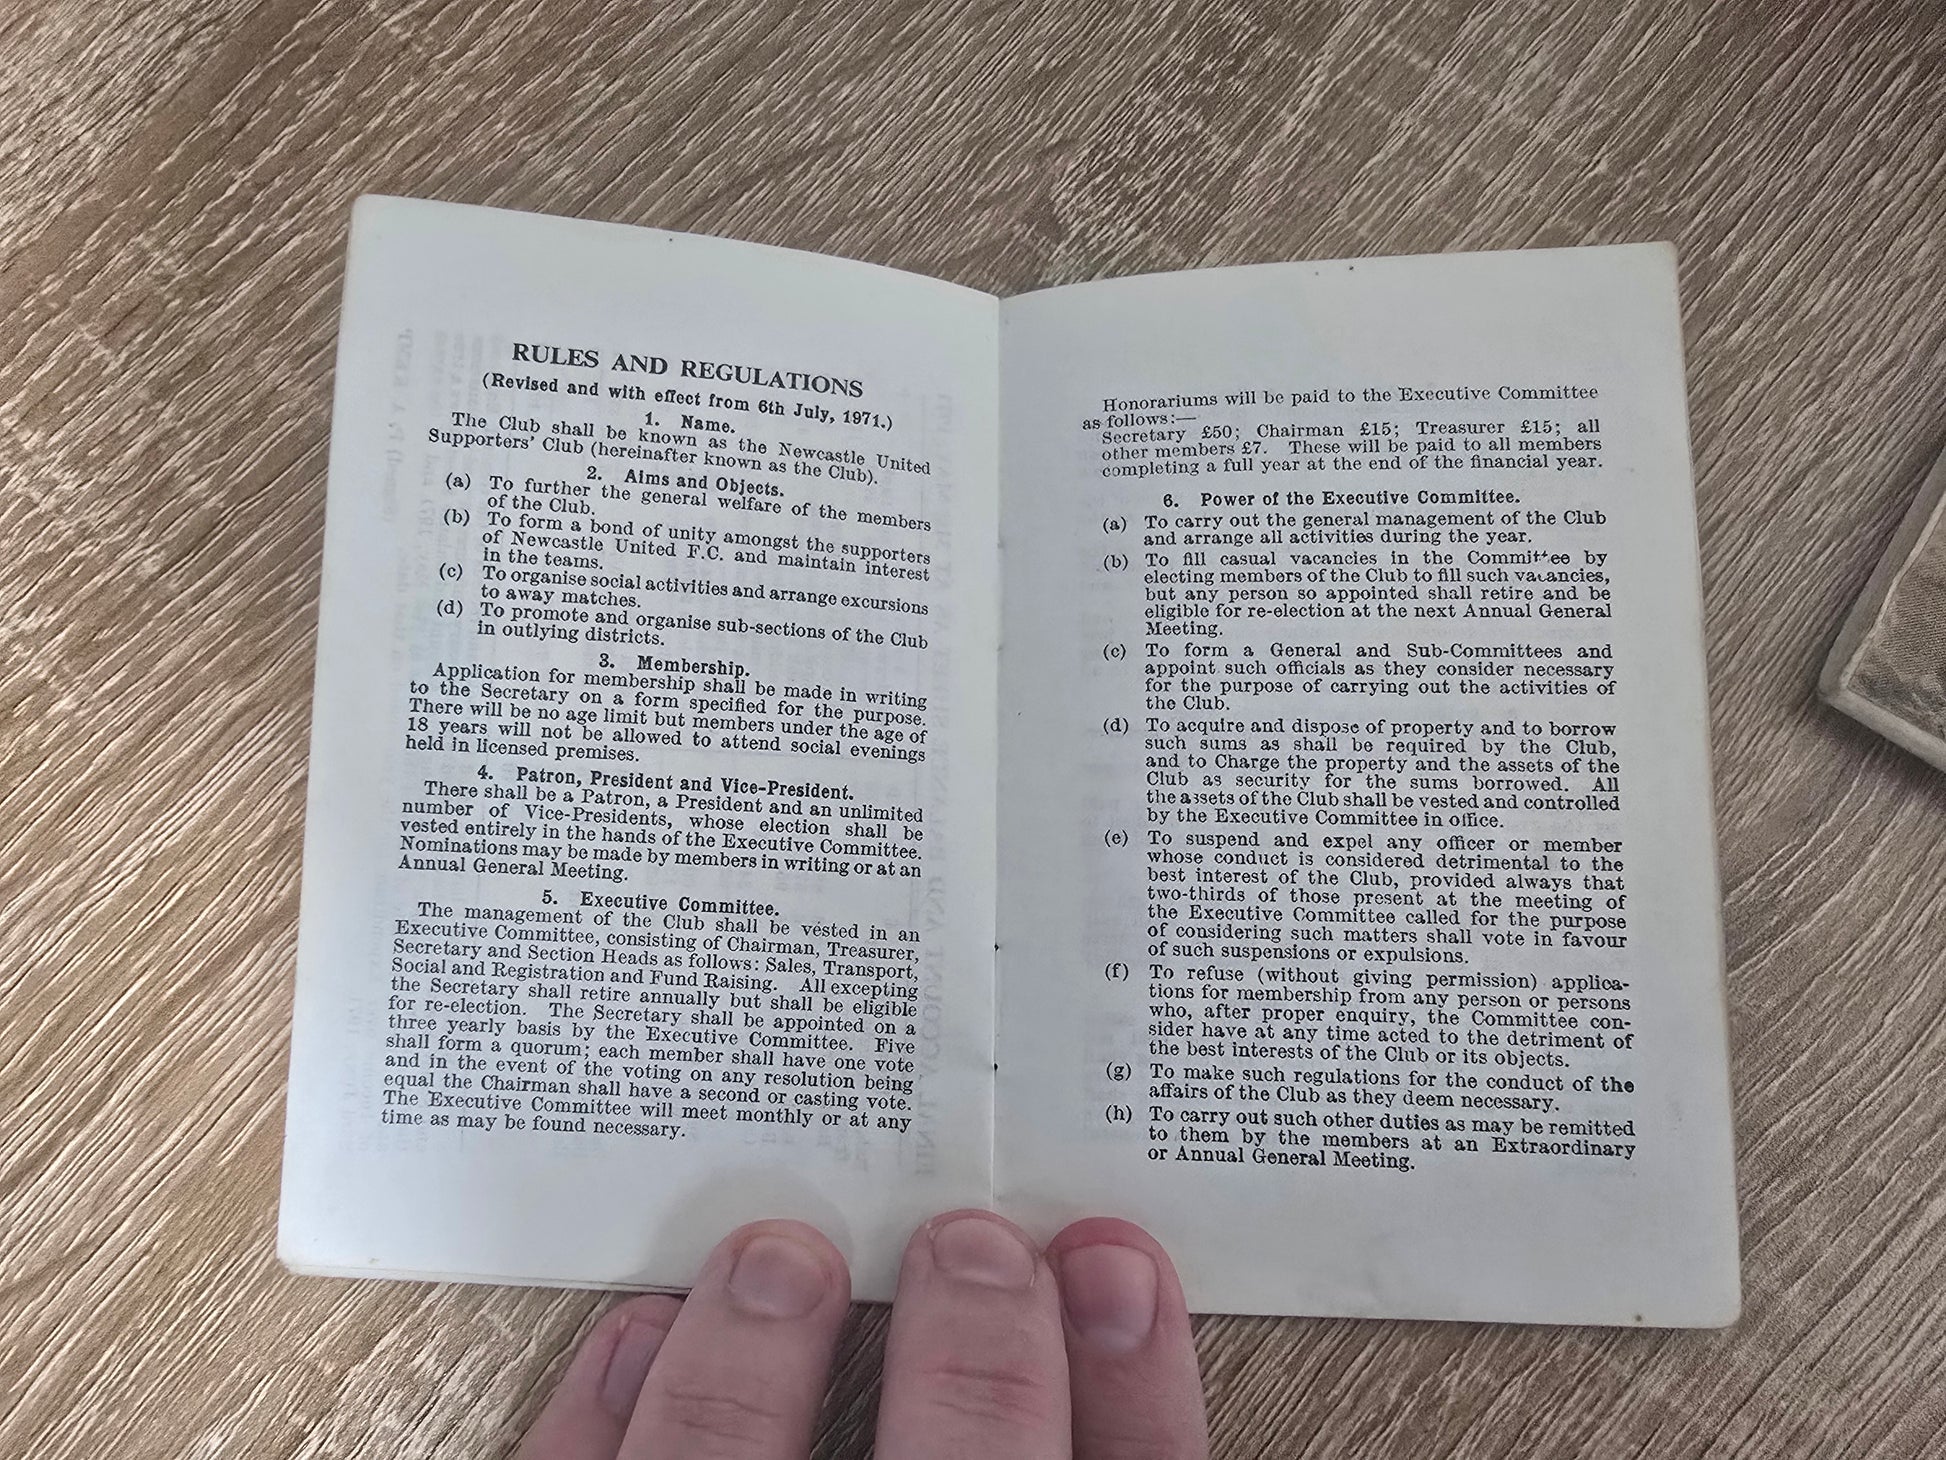 RULES AND REGULATIONS
(Revised and with effect from 6th July, 1971.)
1. Name.
The Club shall be known as the Newcastle United
Supporters' Club (hereinafter known as the Club).
2. Aims and Objects.
(a) To further the general welfare of the members
of the Club.
(b) To form a bond of unity amongst the supporters
of Newcastle United F.C. and maintain interest
in the teams.
(c) To organise social activities and arrange excursions
to away matches.
(d) To promote and organise sub-sections of the Club
in outlying districts.
3. Membership.
Application for membership shall be made in writing
to the Secretary on a form specified for the purpose.
There will be no age limit but members under the age of
18 years will not be allowed to attend social evenings
held in licensed premises.
4. Patron, President and Vice-President.
There shall be a Patron, a President and an unlimited
number of Vice-Presidents, whose election shall be
vested entirely in the hands of the Executive Committee.
Nominations may be made by members in writing or at an
Annual General Meeting.
5. Executive Committee.
The management of the Club shall be vested in an
Executive Committee, consisting of Chairman, Treasurer,
Secretary and Section Heads as follows: Sales, Transport,
Social and Registration and Fund Raising. All excepting
the Secretary shall retire annually but shall be eligible
for re-election. The Secretary shall be appointed on a
three yearly basis by the Executive Committee. Five
shall form a quorum; each member shall have one vote
and in the event of the voting on any resolution being
equal the Chairman shall have a second or casting vote.
The Executive Committee will meet monthly or at any
time as may be found necessary.
Honorariums will be paid to the Executive Committee
as follows:—
Secretary £50; Chairman £15; Treasurer £15; all
other members £7. These will be paid to all members
completing a full year at the end of the financial year.
6. Power of the Executive Committee.
(a) To carry out the general management of the Club
and arrange all activities during the year.
(b) To fill casual vacancies in the Committee by
electing members of the Club to fill such vacancies,
but any person so appointed shall retire and be
eligible for re-election at the next Annual General
Meeting.
(c) To form a General and Sub-Committees and
appoint such officials as they consider necessary
for the purpose of carrying out the activities of
the Club.
(d) To acquire and dispose of property and to borrow
such sums as shall be required by the Club,
and to Charge the property and the assets of the
Club as security for the sums borrowed. All
the assets of the Club shall be vested and controlled
by the Executive Committee in office.
(e) To suspend and expel any officer or member
whose conduct is considered detrimental to the
best interest of the Club, provided always that
two-thirds of those present at the meeting of
the Executive Committee called for the purpose
of considering such matters shall vote in favour
of such suspensions or expulsions.
(f) To refuse (without giving permission) applica-
tions for membership from any person or persons
who, after proper enquiry, the Committee con-
sider have at any time acted to the detriment of
the best interests of the Club or its objects.
(g) To make such regulations for the conduct of the
affairs of the Club as they deem necessary.
(h) To carry out such other duties as may be remitted
to them by the members at an Extraordinary
or Annual General Meeting.